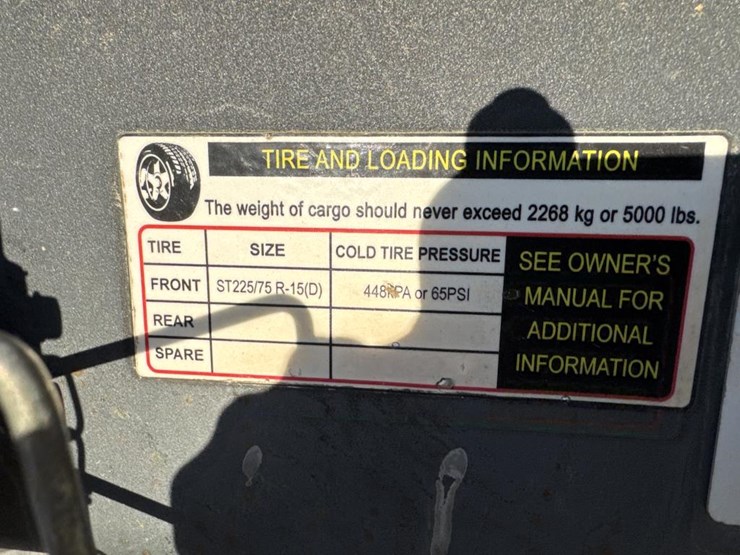 TIRE AND LOADING INFORMATION
The weight of cargo should never exceed 2268 kg or 5000 lbs.
TIRE SIZE COLD TIRE PRESSURE
FRONT ST225/75 R-15(D) 448KPA or 65PSI
REAR
SPARE
SEE OWNER'S
MANUAL FOR
ADDITIONAL
INFORMATION